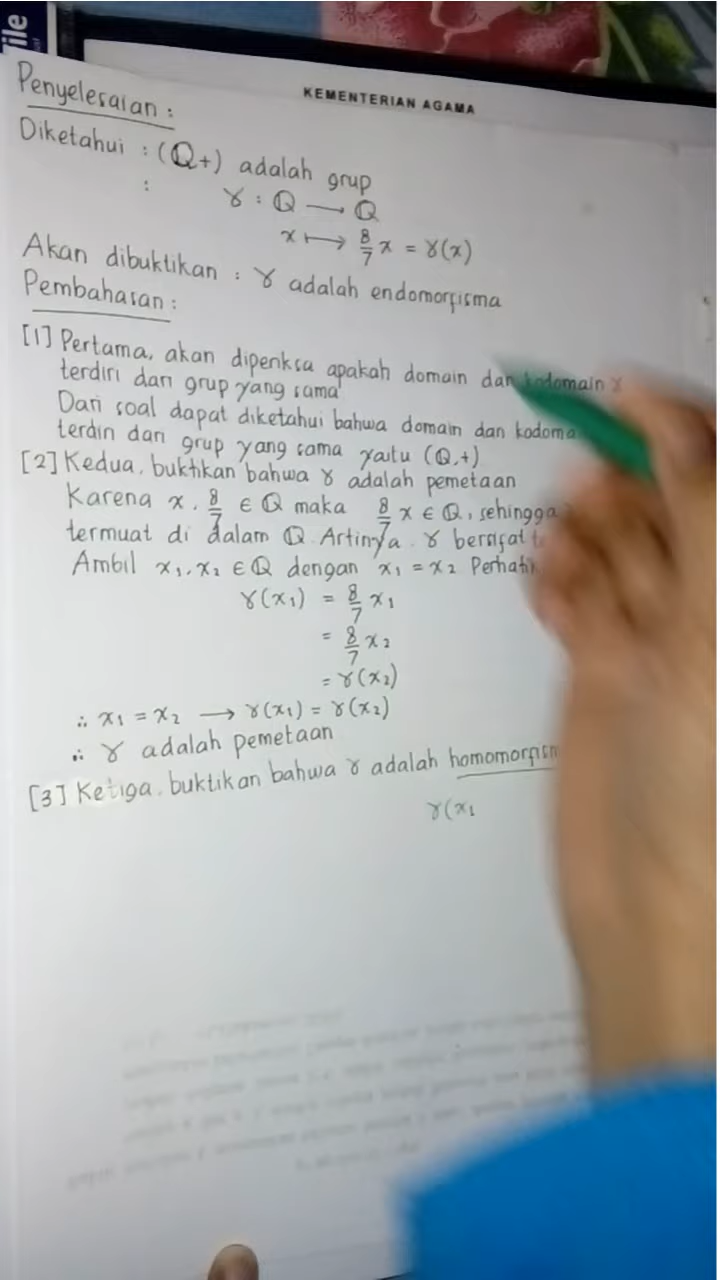 ile
KEMENTERIAN AGAMA
Penyelesaian :
Diketahui : (Q+) adalah grup
: γ : Q → Q
x ↦ 8/7 x = γ(x)
Akan dibuktikan : γ adalah endomorfisma
Pembahasan :
[1] Pertama, akan diperiksa apakah domain dan kodomain γ
terdiri dari grup yang sama
Dari soal dapat diketahui bahwa domain dan kodoma
terdiri dari grup yang sama yaitu (Q,+)
[2] Kedua, buktikan bahwa γ adalah pemetaan
Karena x, 8/7 ∈ Q maka 8/7 x ∈ Q, sehingga
termuat di dalam Q. Artinya, γ bersifat
Ambil x₁, x₂ ∈ Q dengan x₁ = x₂ Perhati
γ(x₁) = 8/7 x₁
= 8/7 x₂
= γ(x₂)
∴ x₁ = x₂ → γ(x₁) = γ(x₂)
∴ γ adalah pemetaan
[3] Ketiga, buktikan bahwa γ adalah homomorfism
γ(x₁